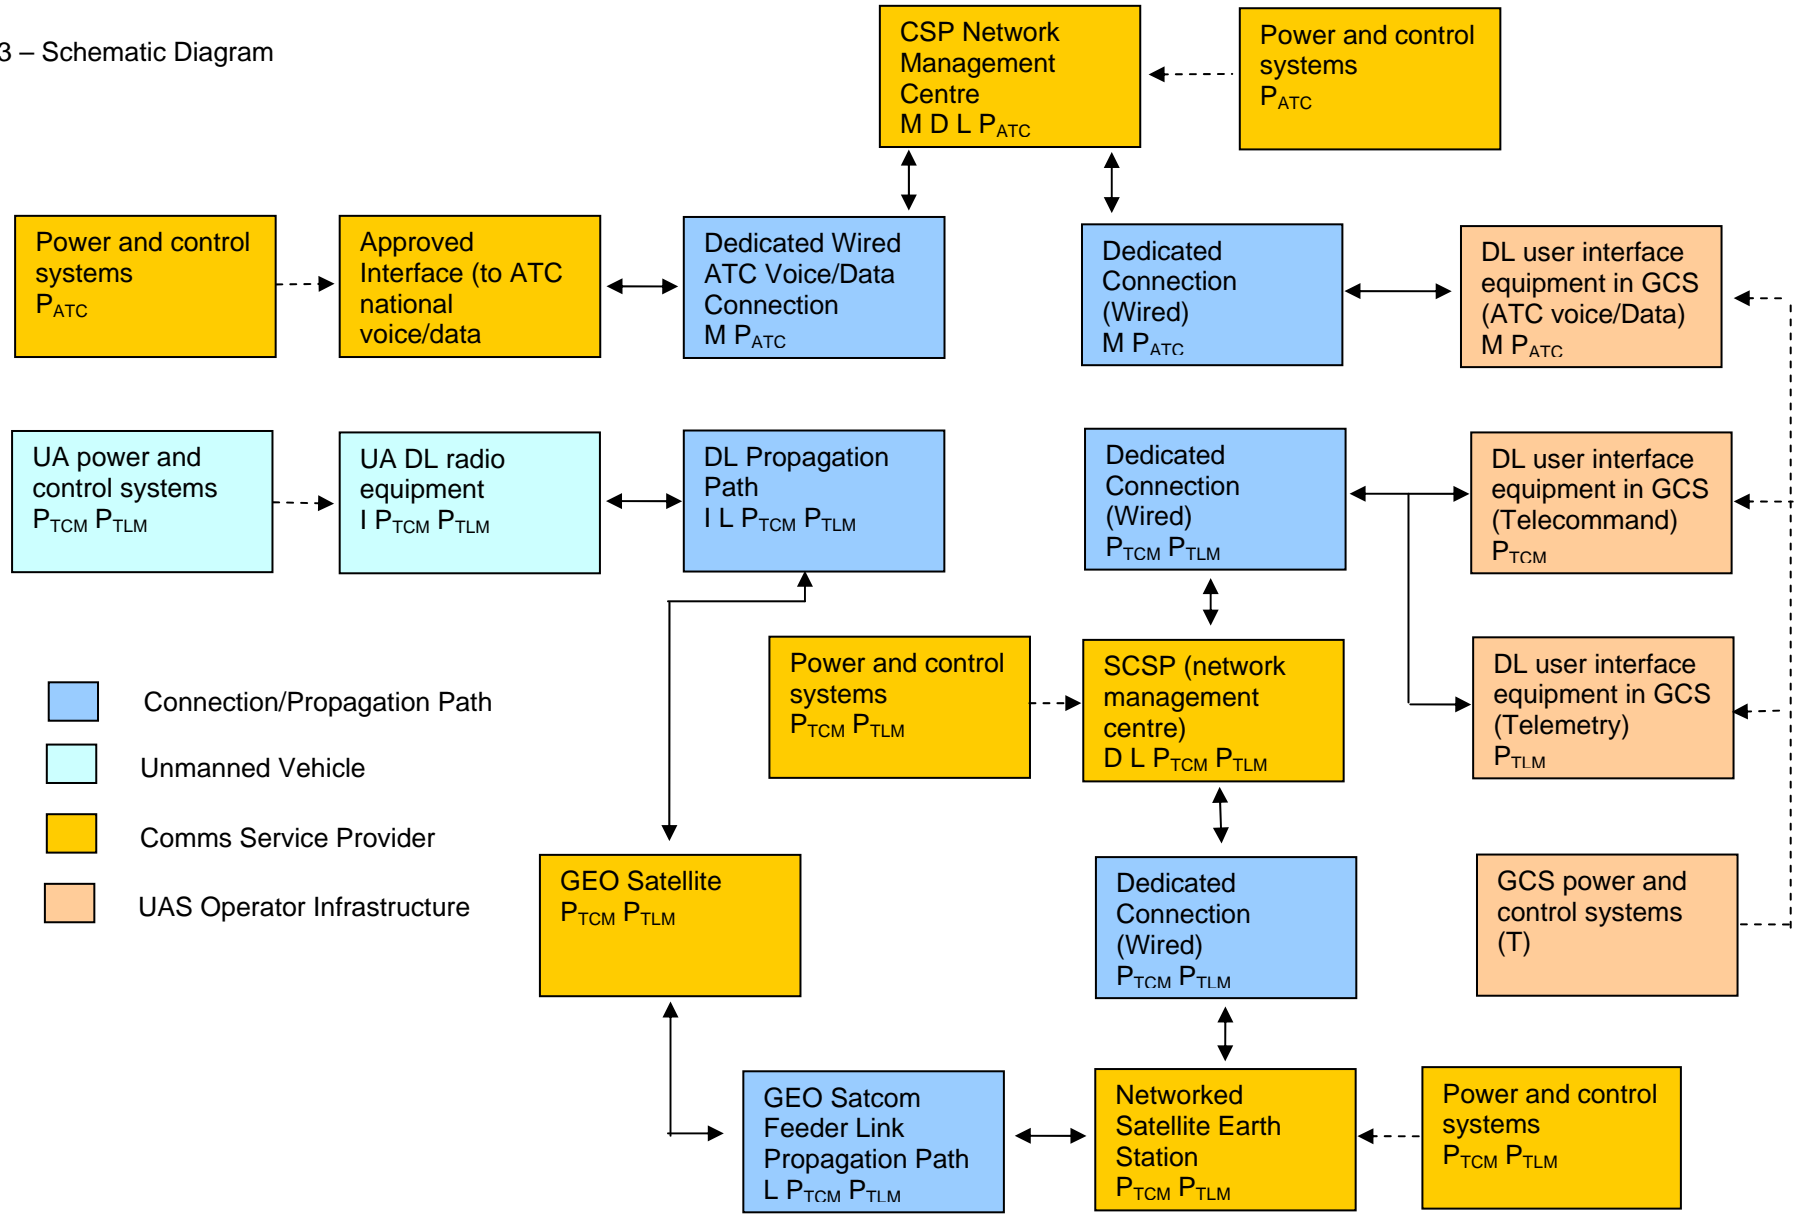 3 – Schematic Diagram
CSP Network
Management
Centre
M D L PATC
Power and control
systems
PATC
Power and control
systems
PATC
Approved
Interface (to ATC
national
voice/data
Dedicated Wired
ATC Voice/Data
Connection
M PATC
Dedicated
Connection
(Wired)
M PATC
DL user interface
equipment in GCS
(ATC voice/Data)
M PATC
UA power and
control systems
PTCM PTLM
UA DL radio
equipment
I PTCM PTLM
DL Propagation
Path
I L PTCM PTLM
Dedicated
Connection
(Wired)
PTCM PTLM
DL user interface
equipment in GCS
(Telecommand)
PTCM
Power and control
systems
PTCM PTLM
SCSP (network
management
centre)
D L PTCM PTLM
DL user interface
equipment in GCS
(Telemetry)
PTLM
Connection/Propagation Path
Unmanned Vehicle
Comms Service Provider
UAS Operator Infrastructure
GEO Satellite
PTCM PTLM
Dedicated
Connection
(Wired)
PTCM PTLM
GCS power and
control systems
(T)
GEO Satcom
Feeder Link
Propagation Path
L PTCM PTLM
Networked
Satellite Earth
Station
PTCM PTLM
Power and control
systems
PTCM PTLM